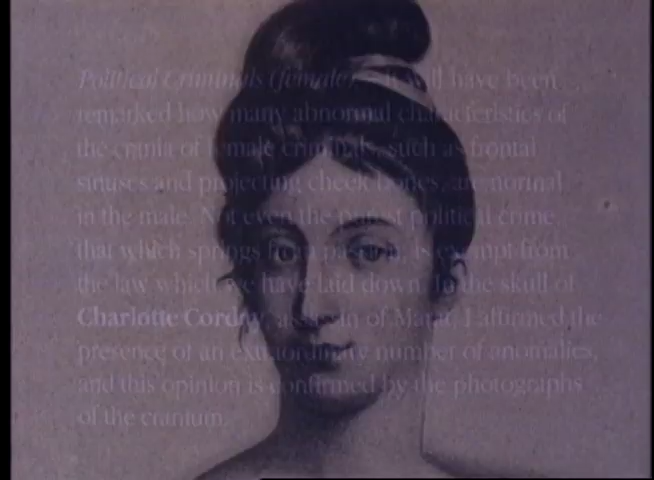 Political Criminals (female) — It will have been
remarked how many abnormal characteristics of
the crania of female criminals, such as frontal
sinuses and projecting cheek bones, are normal
in the male. Not even the purest political crime,
that which springs from passion, is exempt from
the law which we have laid down. In the skull of
Charlotte Corday, assassin of Marat, I affirmed the
presence of an extraordinary number of anomalies,
and this opinion is confirmed by the photographs
of the cranium.